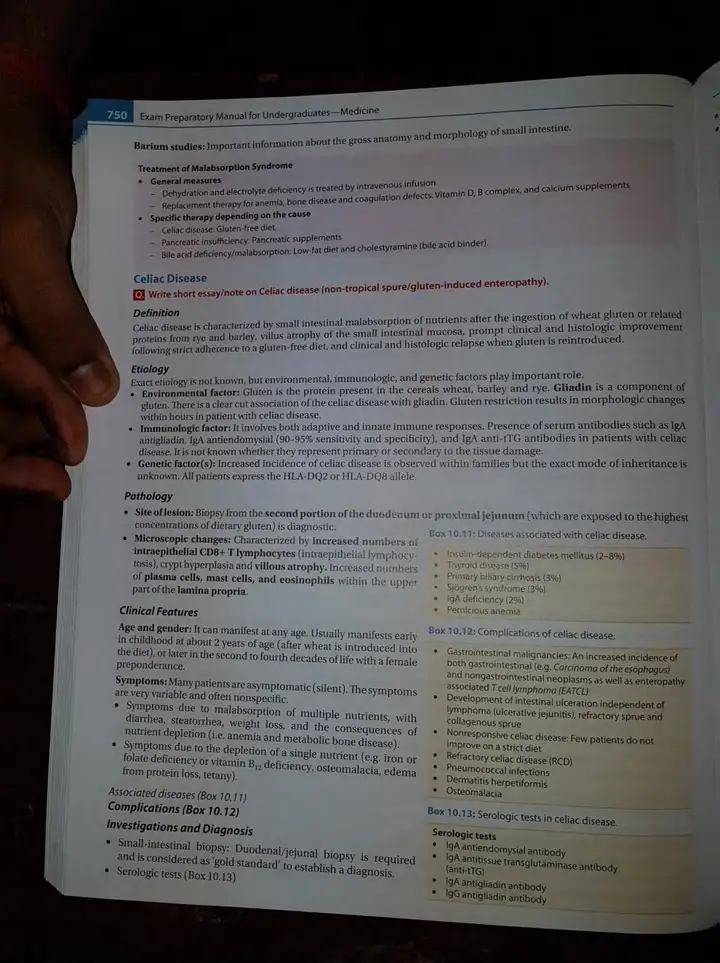 750 Exam Preparatory Manual for Undergraduates—Medicine
Barium studies: Important information about the gross anatomy and morphology of small intestine.
Treatment of Malabsorption Syndrome
• General measures
– Dehydration and electrolyte deficiency is treated by intravenous infusion.
– Replacement therapy for anemia, bone disease and coagulation defects. Vitamin D, B complex, and calcium supplements
• Specific therapy depending on the cause
– Celiac disease: Gluten-free diet.
– Pancreatic insufficiency: Pancreatic supplements
– Bile acid deficiency/malabsorption: Low-fat diet and cholestyramine (bile acid binder).
Celiac Disease
Q. Write short essay/note on Celiac disease (non-tropical spure/gluten-induced enteropathy).
Definition
Celiac disease is characterized by small intestinal malabsorption of nutrients after the ingestion of wheat gluten or related
proteins from rye and barley, villus atrophy of the small intestinal mucosa, prompt clinical and histologic improvement
following strict adherence to a gluten-free diet, and clinical and histologic relapse when gluten is reintroduced.
Etiology
Exact etiology is not known, but environmental, immunologic, and genetic factors play important role.
• Environmental factor: Gluten is the protein present in the cereals wheat, barley and rye. Gliadin is a component of
gluten. There is a clear cut association of the celiac disease with gliadin. Gluten restriction results in morphologic changes
within hours in patient with celiac disease.
• Immunologic factor: It involves both adaptive and innate immune responses. Presence of serum antibodies such as IgA
antigliadin, IgA antiendomysial (90–95% sensitivity and specificity), and IgA anti-tTG antibodies in patients with celiac
disease. It is not known whether they represent primary or secondary to the tissue damage.
• Genetic factor(s): Increased incidence of celiac disease is observed within families but the exact mode of inheritance is
unknown. All patients express the HLA-DQ2 or HLA-DQ8 allele.
Pathology
• Site of lesion: Biopsy from the second portion of the duodenum or proximal jejunum (which are exposed to the highest
concentrations of dietary gluten) is diagnostic.
• Microscopic changes: Characterized by increased numbers of
intraepithelial CD8+ T lymphocytes (intraepithelial lymphocy-
tosis), crypt hyperplasia and villous atrophy. Increased numbers
of plasma cells, mast cells, and eosinophils within the upper
part of the lamina propria.
Clinical Features
Age and gender: It can manifest at any age. Usually manifests early
in childhood at about 2 years of age (after wheat is introduced into
the diet), or later in the second to fourth decades of life with a female
preponderance.
Symptoms: Many patients are asymptomatic (silent). The symptoms
are very variable and often nonspecific.
• Symptoms due to malabsorption of multiple nutrients, with
diarrhea, steatorrhea, weight loss, and the consequences of
nutrient depletion (i.e. anemia and metabolic bone disease).
• Symptoms due to the depletion of a single nutrient (e.g. iron or
folate deficiency or vitamin B12 deficiency, osteomalacia, edema
from protein loss, tetany).
Associated diseases (Box 10.11)
Complications (Box 10.12)
Investigations and Diagnosis
• Small-intestinal biopsy: Duodenal/jejunal biopsy is required
and is considered as 'gold standard' to establish a diagnosis.
• Serologic tests (Box 10.13)
Box 10.11: Diseases associated with celiac disease.
• Insulin-dependent diabetes mellitus (2–8%)
• Thyroid disease (5%)
• Primary biliary cirrhosis (3%)
• Sjögren's syndrome (3%)
• IgA deficiency (2%)
• Pernicious anemia
Box 10.12: Complications of celiac disease.
• Gastrointestinal malignancies: An increased incidence of
both gastrointestinal (e.g. Carcinoma of the esophagus)
and nongastrointestinal neoplasms as well as enteropathy
associated T cell lymphoma (EATCL)
• Development of intestinal ulceration independent of
lymphoma (ulcerative jejunitis), refractory sprue and
collagenous sprue
• Nonresponsive celiac disease: Few patients do not
improve on a strict diet
• Refractory celiac disease (RCD)
• Pneumococcal infections
• Dermatitis herpetiformis
• Osteomalacia
Box 10.13: Serologic tests in celiac disease.
Serologic tests
• IgA antiendomysial antibody
• IgA antitissue transglutaminase antibody
(anti-tTG)
• IgA antigliadin antibody
• IgG antigliadin antibody